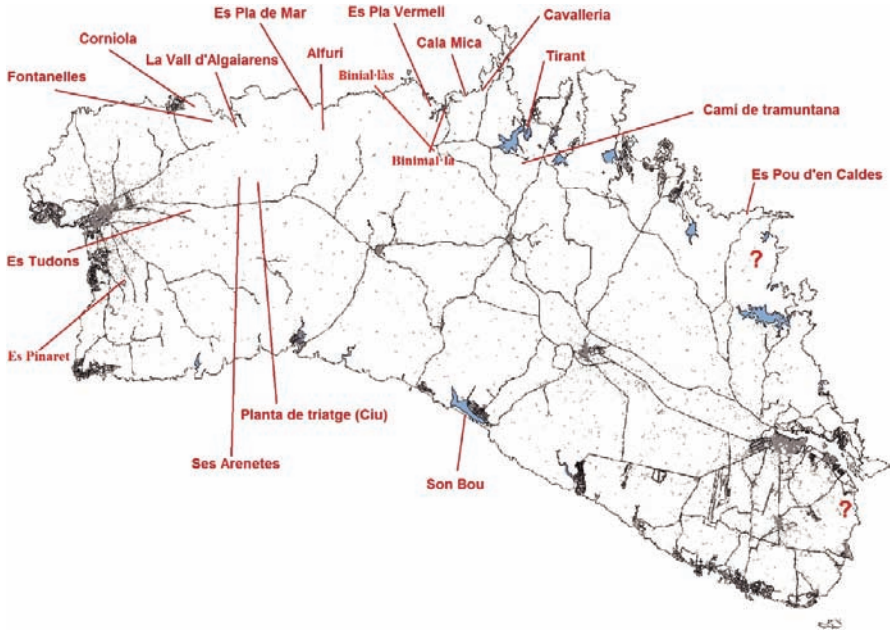 Es Pla de Mar
Es Pla Vermell
Cavalleria
Corniola
Cala Mica
La Vall d'Algaiarens
Alfuri
Tirant
Fontanelles
Binial·làs
Camí de tramuntana
Binimal·là
Es Pou d'en Caldes
Es Tudons
?
Es Pinaret
Planta de triatge (Ciu)
Ses Arenetes
Son Bou
?